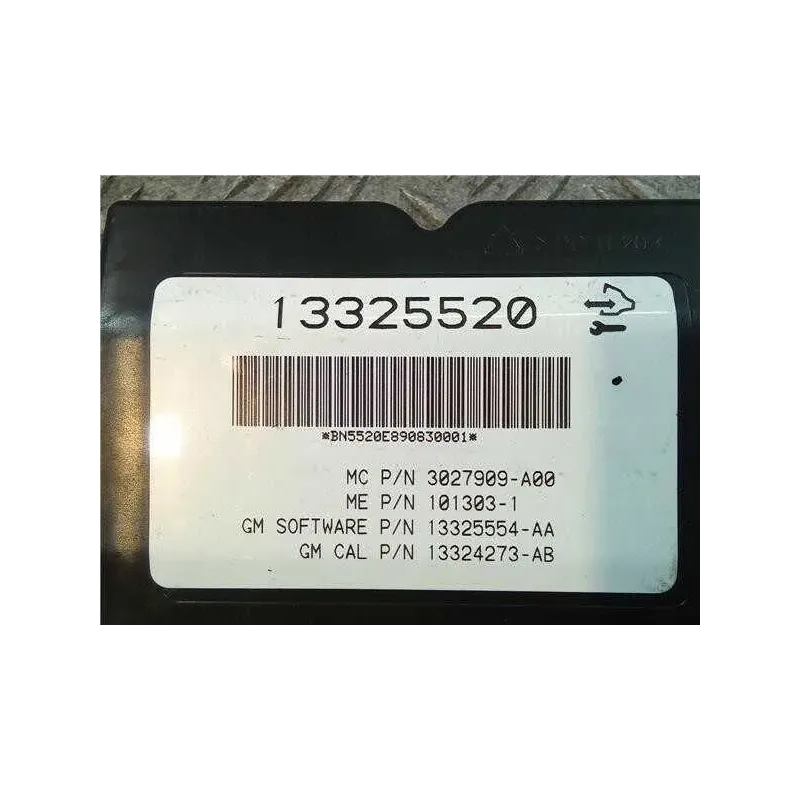 13325520
*BN5520E890830001*
MC P/N 3027909-A00
ME P/N 101303-1
GM SOFTWARE P/N 13325554-AA
GM CAL P/N 13324273-AB